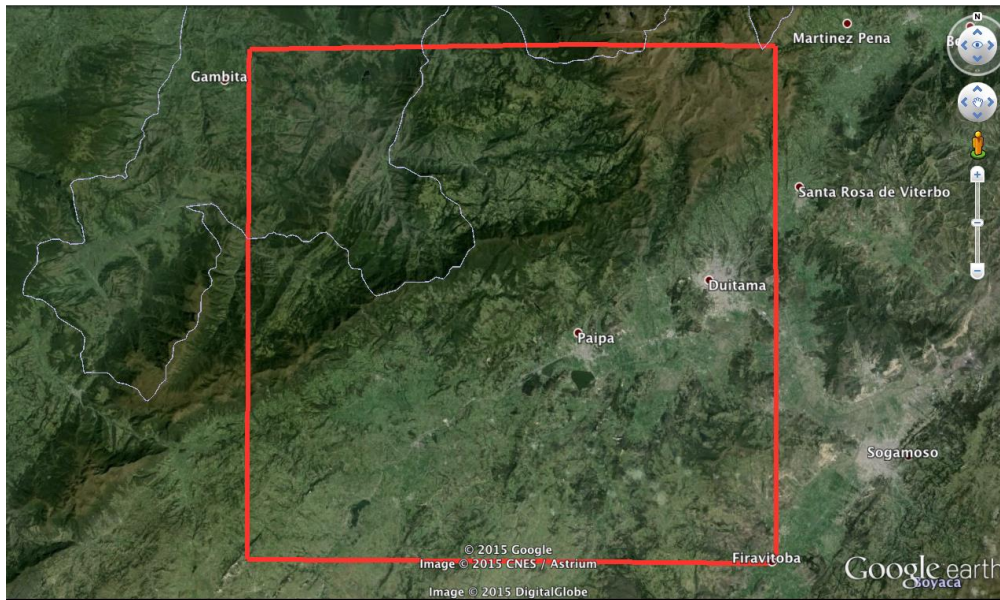 N
Martinez Pena
Gambita
Santa Rosa de Viterbo
Duitama
Paipa
Sogamoso
© 2015 Google
Image © 2015 CNES / Astrium
Firavitoba
Google earth
Boyaca
Image © 2015 DigitalGlobe